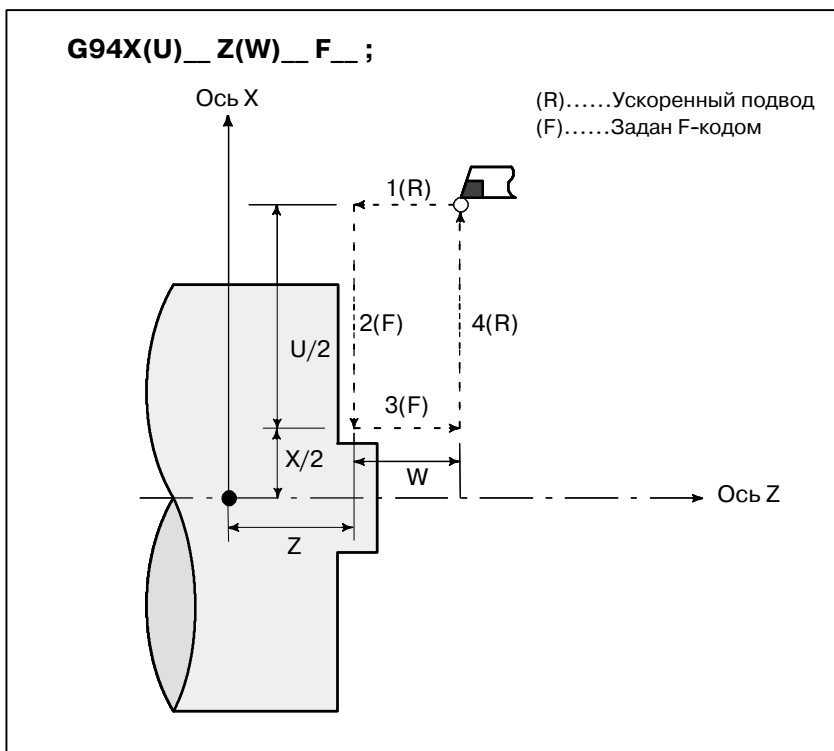 G94X(U)__ Z(W)__ F__ ;
Ось X
(R)......Ускоренный подвод
(F)......Задан F-кодом
1(R)
2(F)
4(R)
U/2
3(F)
X/2
W
Ось Z
Z